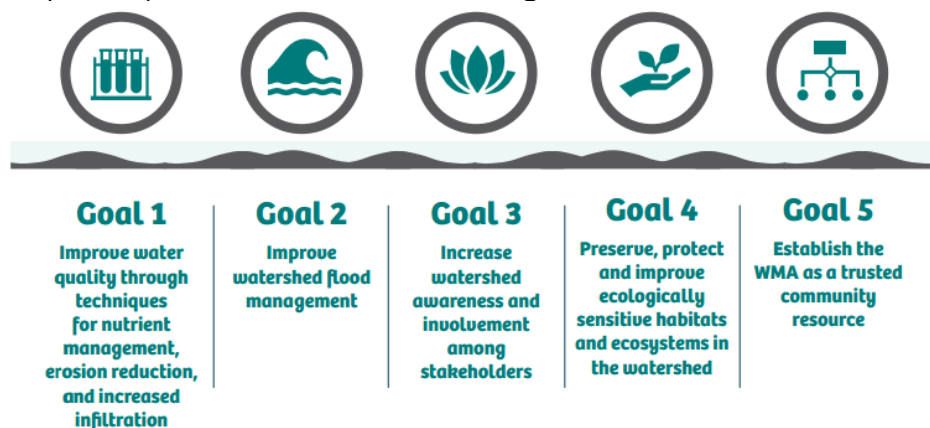 Goal 1
Improve water
quality through
techniques
for nutrient
management,
erosion reduction,
and increased
infiltration
Goal 2
Improve
watershed flood
management
Goal 3
Increase
watershed
awareness and
involvement
among
stakeholders
Goal 4
Preserve, protect
and improve
ecologically
sensitive habitats
and ecosystems in
the watershed
Goal 5
Establish the
WMA as a trusted
community
resource